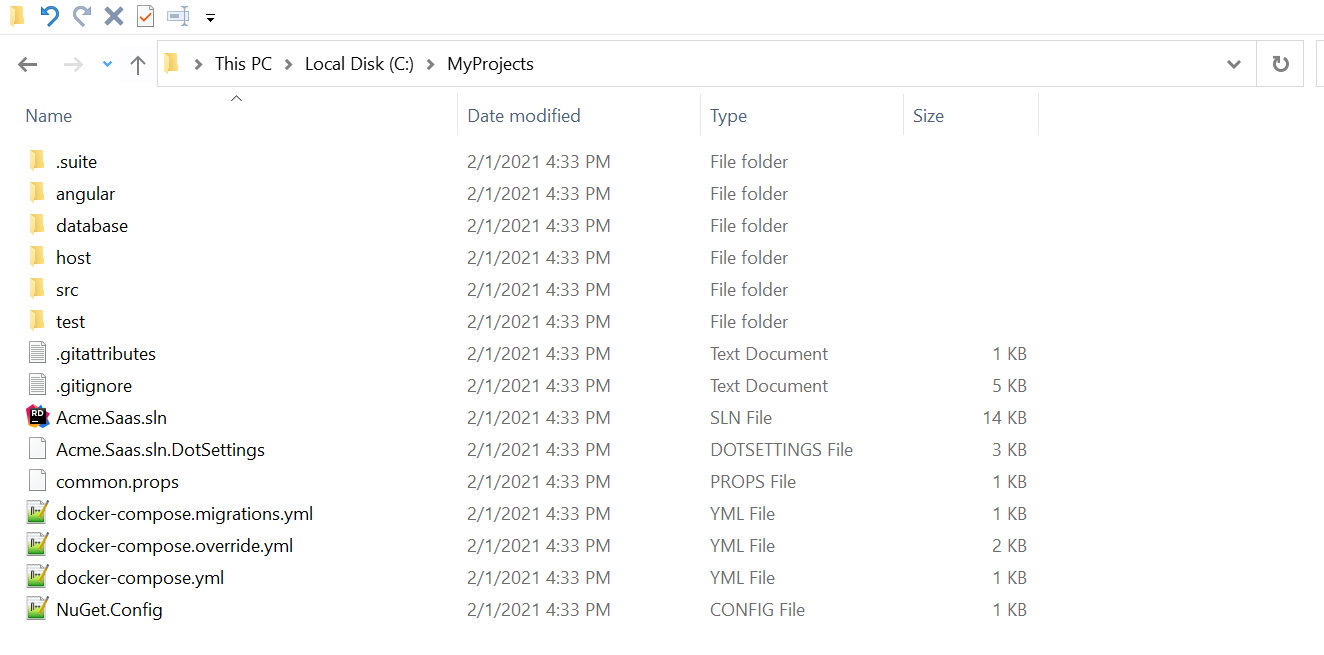 This PC > Local Disk (C:) > MyProjects
Name Date modified Type Size
.suite 2/1/2021 4:33 PM File folder
angular 2/1/2021 4:33 PM File folder
database 2/1/2021 4:33 PM File folder
host 2/1/2021 4:33 PM File folder
src 2/1/2021 4:33 PM File folder
test 2/1/2021 4:33 PM File folder
.gitattributes 2/1/2021 4:33 PM Text Document 1 KB
.gitignore 2/1/2021 4:33 PM Text Document 5 KB
Acme.Saas.sln 2/1/2021 4:33 PM SLN File 14 KB
Acme.Saas.sln.DotSettings 2/1/2021 4:33 PM DOTSETTINGS File 3 KB
common.props 2/1/2021 4:33 PM PROPS File 1 KB
docker-compose.migrations.yml 2/1/2021 4:33 PM YML File 1 KB
docker-compose.override.yml 2/1/2021 4:33 PM YML File 2 KB
docker-compose.yml 2/1/2021 4:33 PM YML File 1 KB
NuGet.Config 2/1/2021 4:33 PM CONFIG File 1 KB